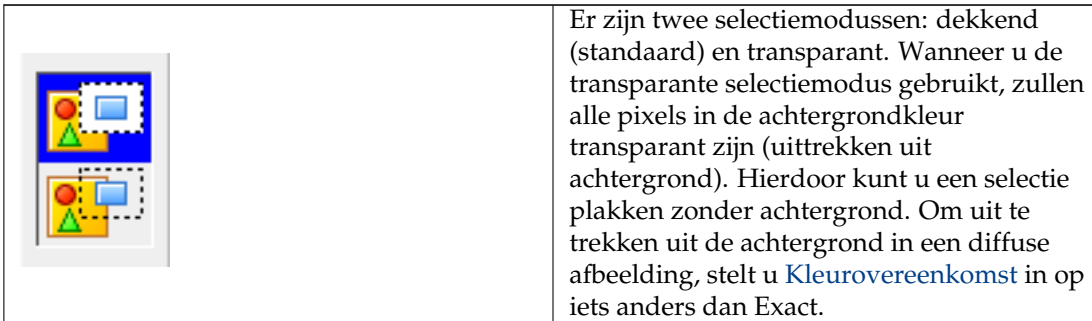 Er zijn twee selectiemodussen: dekkend
(standaard) en transparant. Wanneer u de
transparante selectiemodus gebruikt, zullen
alle pixels in de achtergrondkleur
transparant zijn (uittrekken uit
achtergrond). Hierdoor kunt u een selectie
plakken zonder achtergrond. Om uit te
trekken uit de achtergrond in een diffuse
afbeelding, stelt u Kleurovereenkomst in op
iets anders dan Exact.